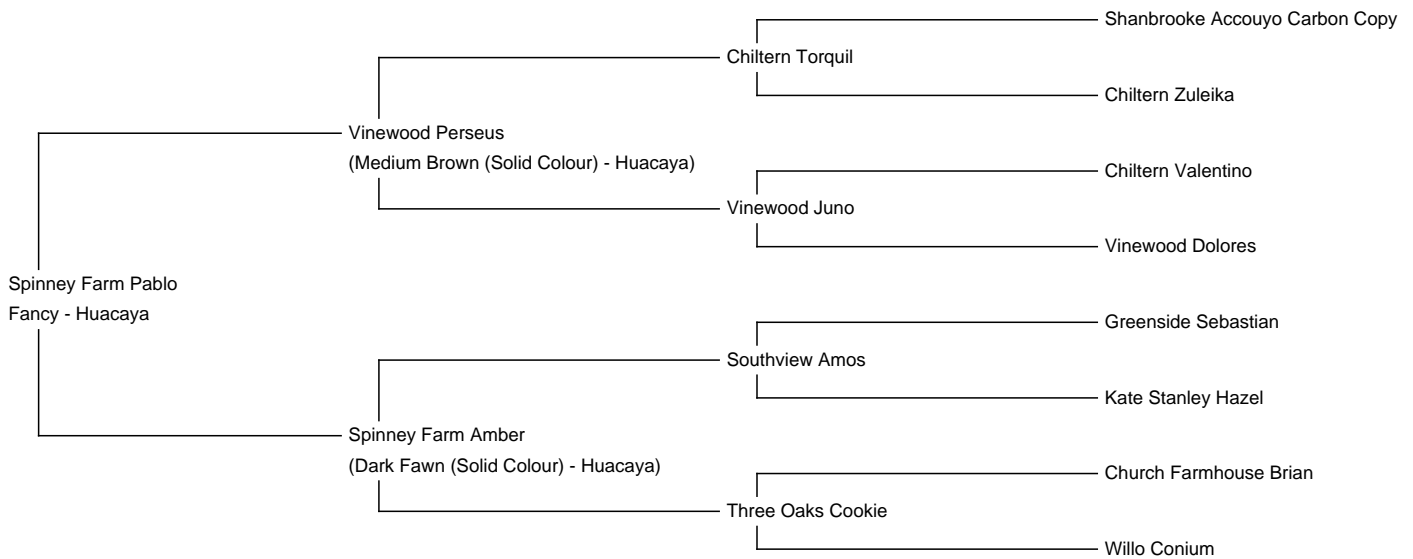 Shanbrooke Accouyo Carbon Copy
Chiltern Torquil
Chiltern Zuleika
Vinewood Perseus
(Medium Brown (Solid Colour) - Huacaya)
Chiltern Valentino
Vinewood Juno
Vinewood Dolores
Spinney Farm Pablo
Fancy - Huacaya
Greenside Sebastian
Southview Amos
Kate Stanley Hazel
Spinney Farm Amber
(Dark Fawn (Solid Colour) - Huacaya)
Church Farmhouse Brian
Three Oaks Cookie
Willo Conium